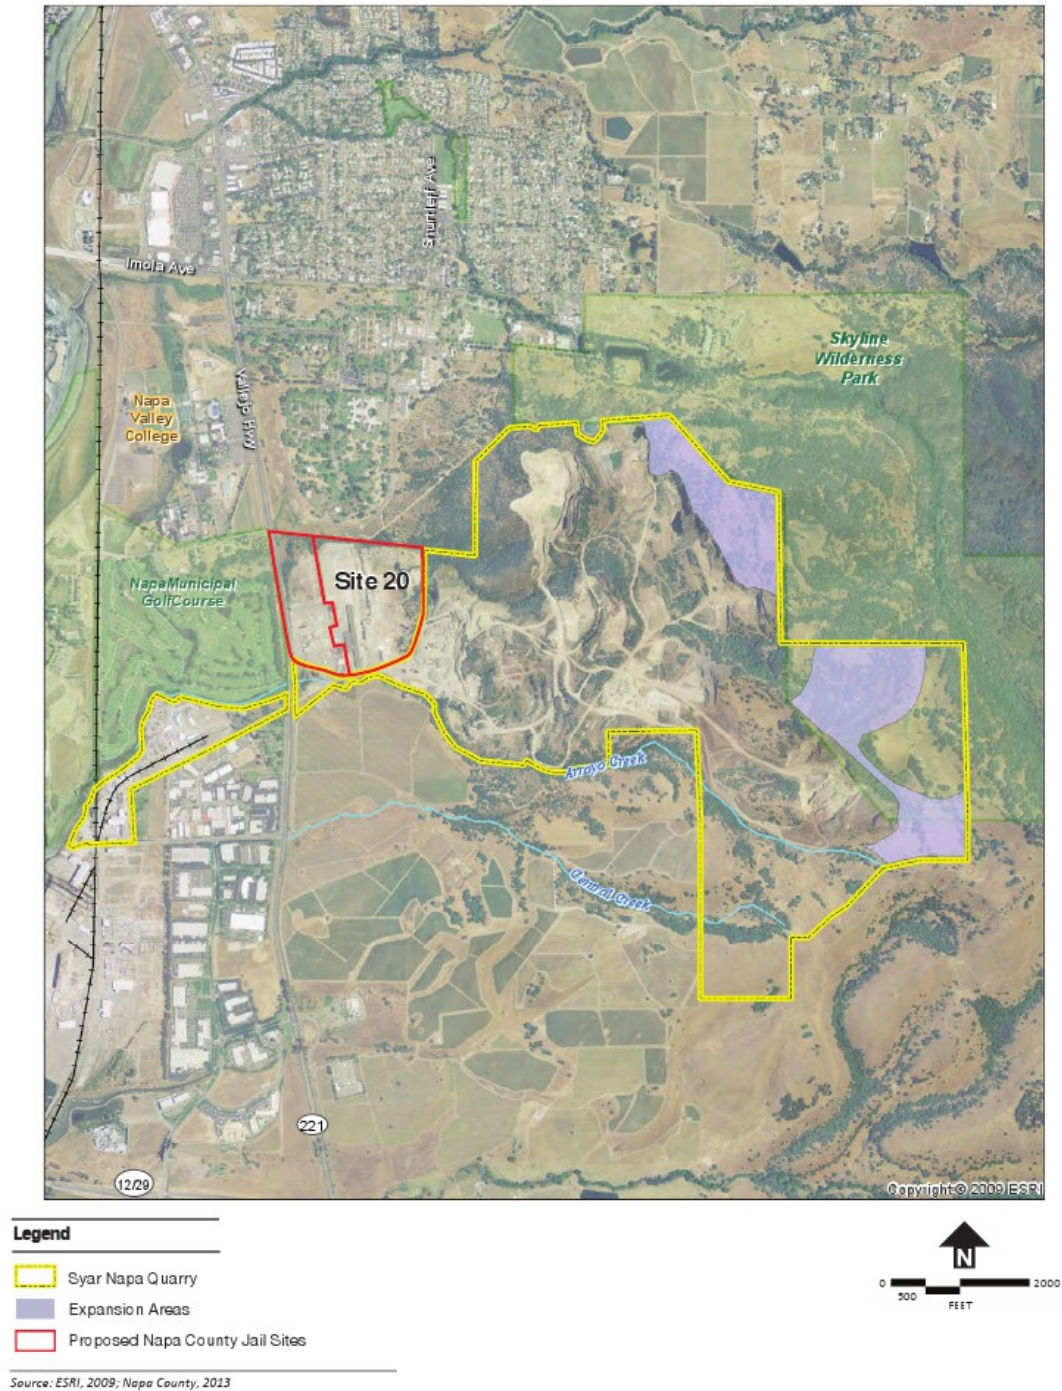 Shurtleff Ave
Imola Ave
Skyline
Wilderness
Park
Vallejo Hwy
Napa
Valley
College
Site 20
NapaMunicipal
GolfCourse
Arroyo Creek
Central Creek
221
12/29
Copyright © 2009 ESRI
Legend
Syar Napa Quarry
Expansion Areas
Proposed Napa County Jail Sites
N
0 2000
500
FEET
Source: ESRI, 2009; Napa County, 2013